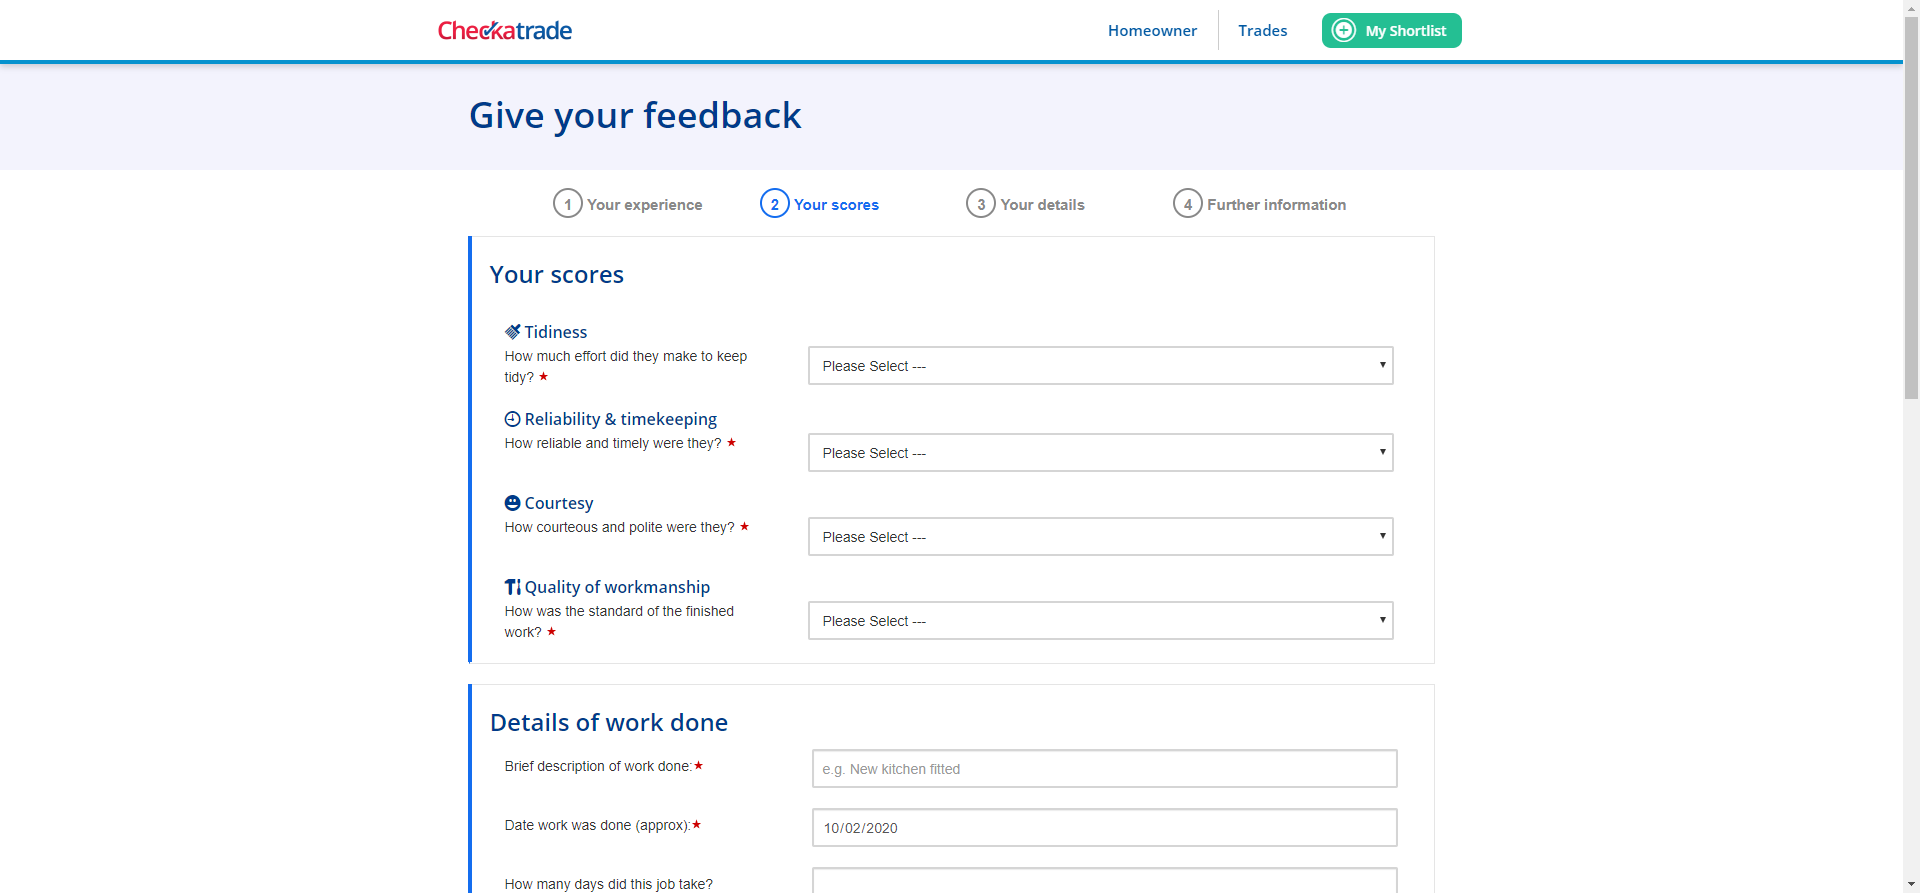 Checkatrade
Homeowner
Trades
My Shortlist
Give your feedback
1 Your experience
2 Your scores
3 Your details
4 Further information
Your scores
Tidiness
How much effort did they make to keep
tidy? ★
Please Select ---
Reliability & timekeeping
How reliable and timely were they? ★
Please Select ---
Courtesy
How courteous and polite were they? ★
Please Select ---
Quality of workmanship
How was the standard of the finished
work? ★
Please Select ---
Details of work done
Brief description of work done:★
e.g. New kitchen fitted
Date work was done (approx):★
10/02/2020
How many days did this job take?